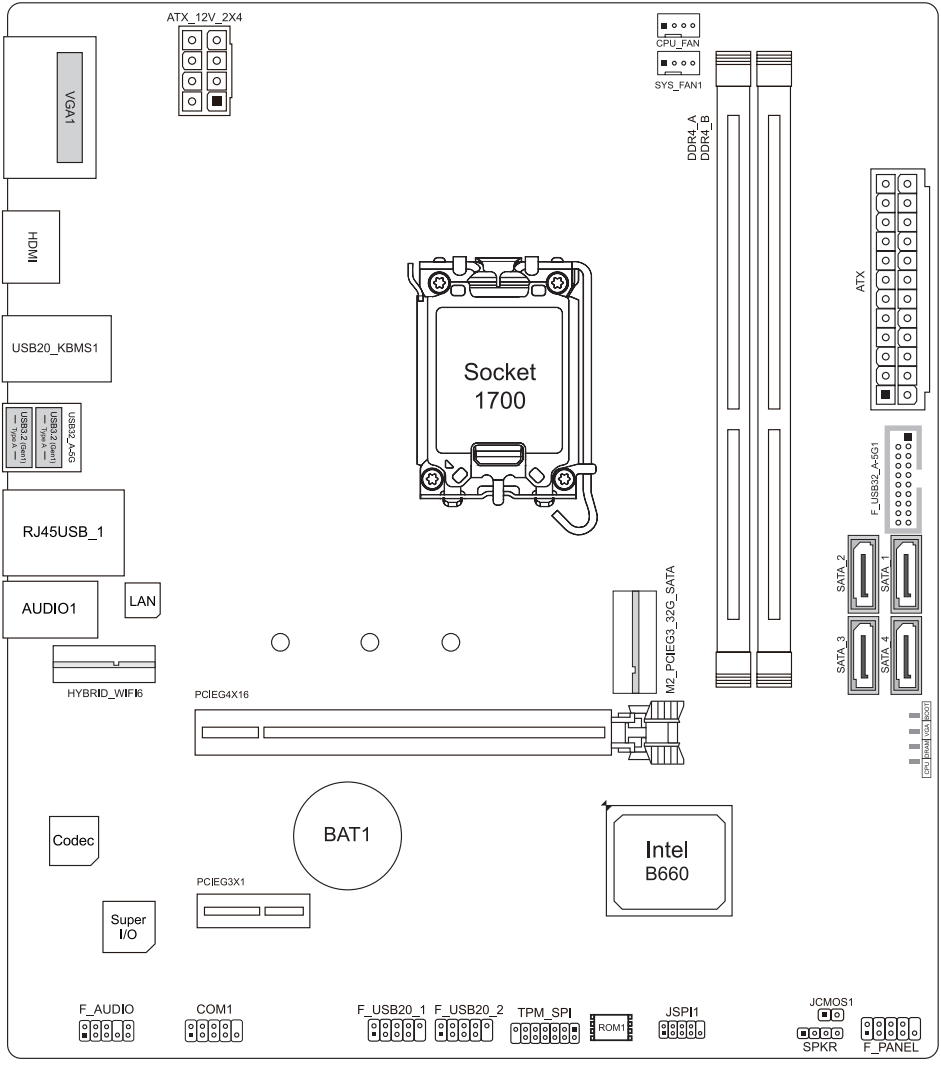 ATX_12V_2X4
CPU_FAN
SYS_FAN1
VGA1
DDR4_A
DDR4_B
HDMI
ATX
USB20_KBMS1
Socket
1700
USB32_A-5G
USB3.2 (Gen1)
Type A
USB3.2 (Gen1)
Type A
F_USB32_A-5G1
RJ45USB_1
SATA_2
SATA_1
AUDIO1
LAN
M2_PCIEG3_32G_SATA
SATA_3
SATA_4
HYBRID_WIFI6
PCIEG4X16
CPU DRAM VGA BOOT
BAT1
Codec
Intel
B660
PCIEG3X1
Super
I/O
F_AUDIO
COM1
F_USB20_1
F_USB20_2
TPM_SPI
ROM1
JSPI1
JCMOS1
SPKR
F_PANEL